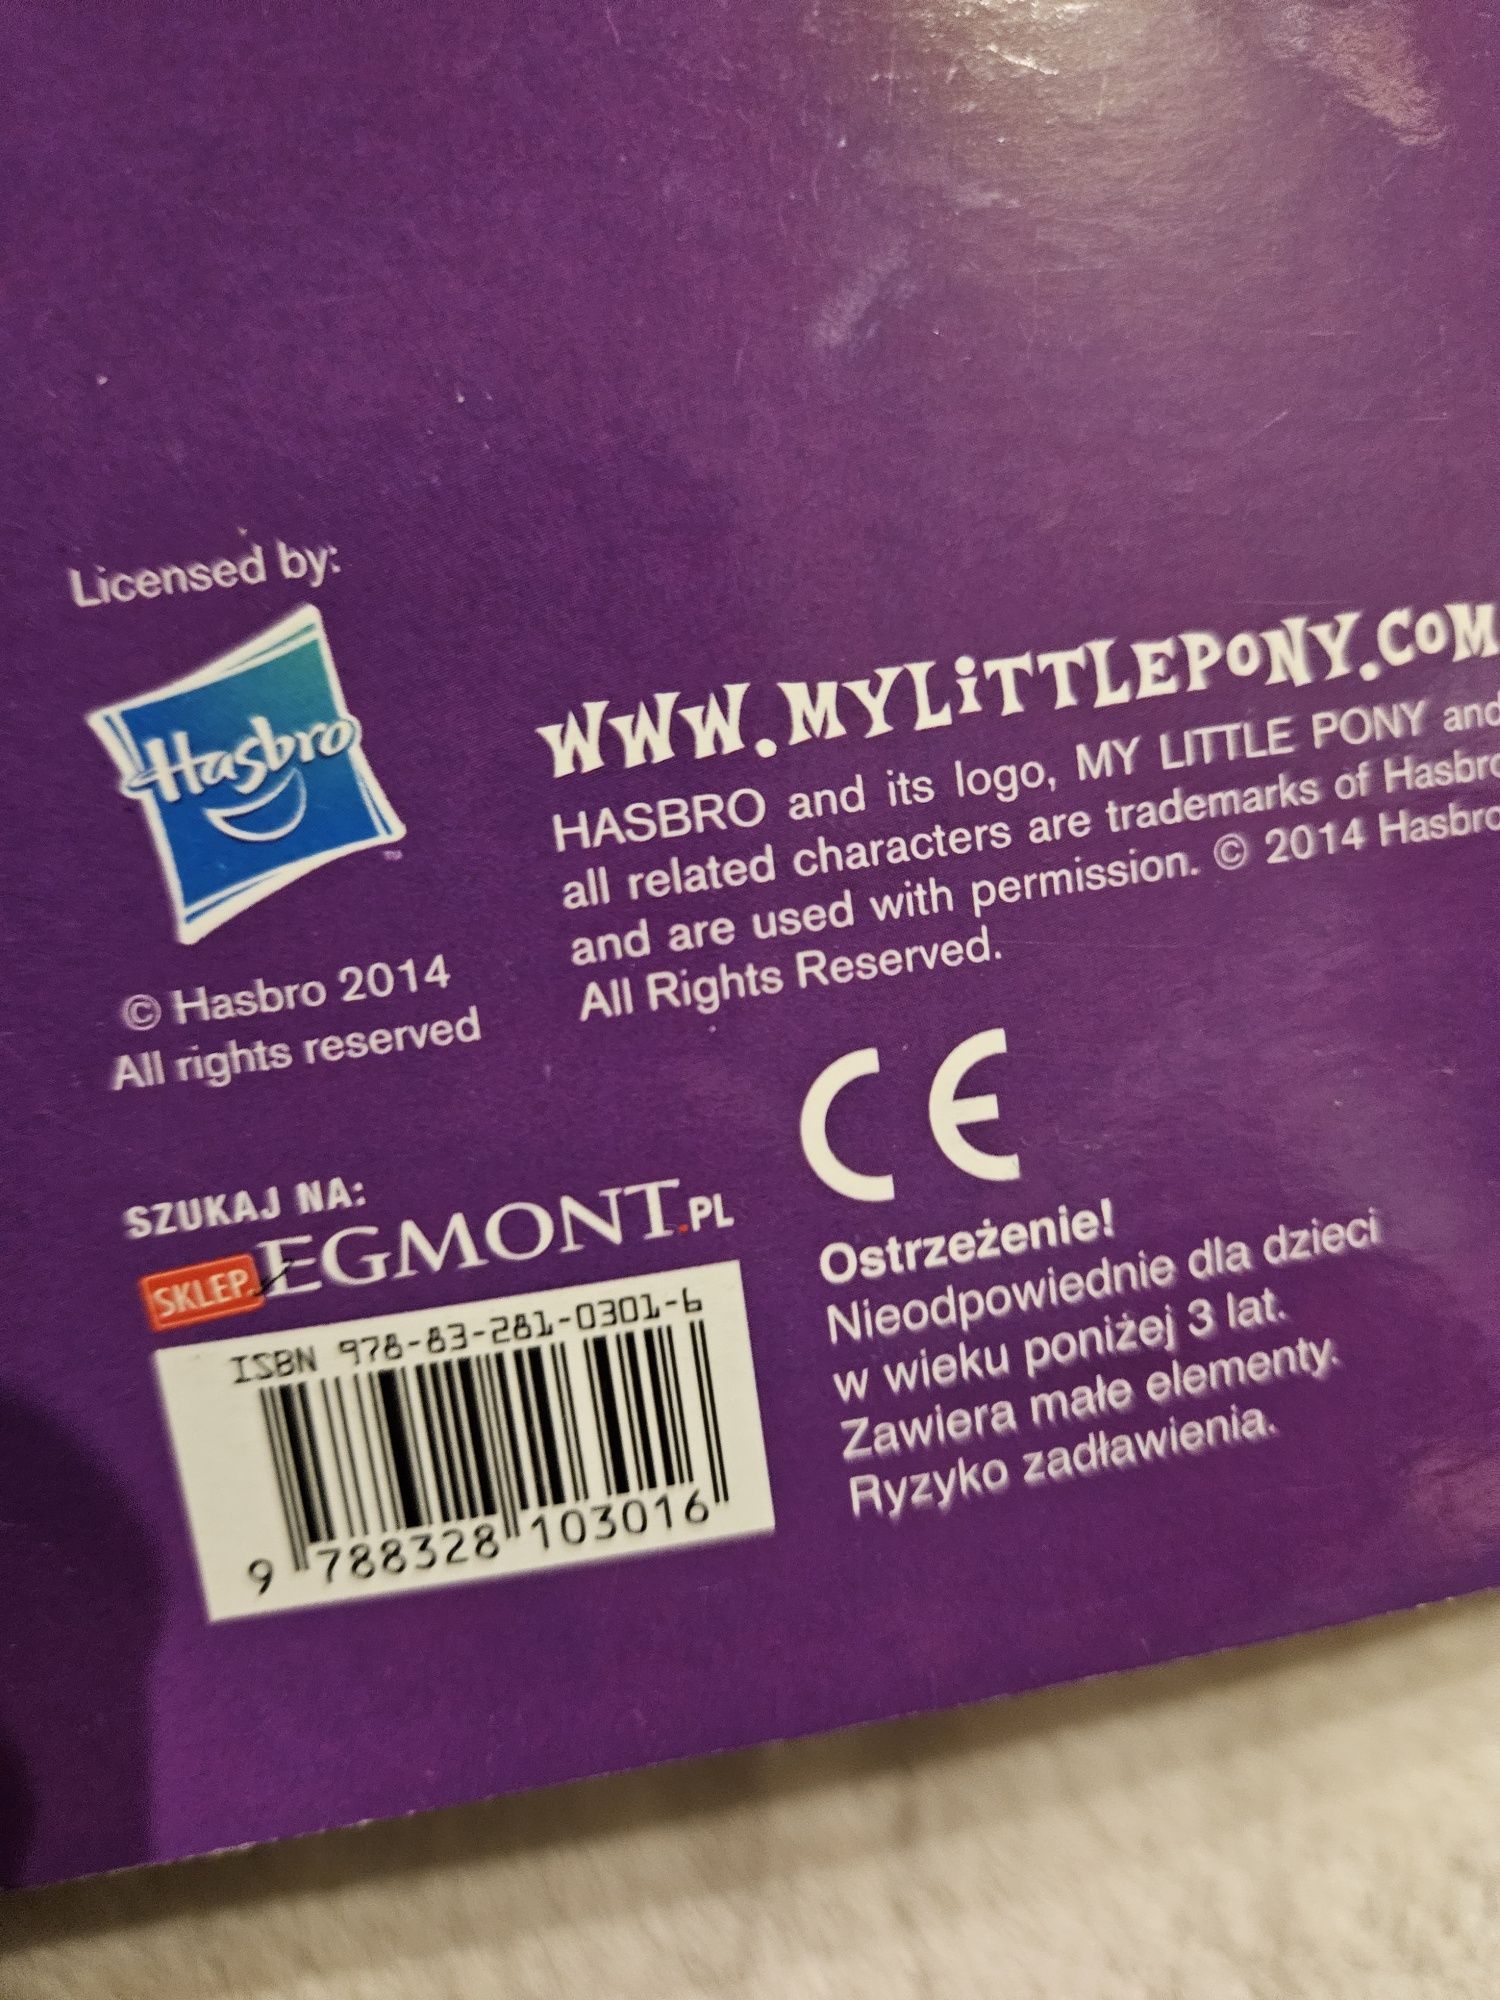 Licensed by:
Hasbro
™
© Hasbro 2014
All rights reserved
WWW.MYLiTTLEPONY.COM
HASBRO and its logo, MY LITTLE PONY and
all related characters are trademarks of Hasbro
and are used with permission. © 2014 Hasbro
All Rights Reserved.
SZUKAJ NA:
SKLEP.EGMONT.PL
ISBN 978-83-281-0301-6
9 788328 103016
CE
Ostrzeżenie!
Nieodpowiednie dla dzieci
w wieku poniżej 3 lat.
Zawiera małe elementy.
Ryzyko zadławienia.